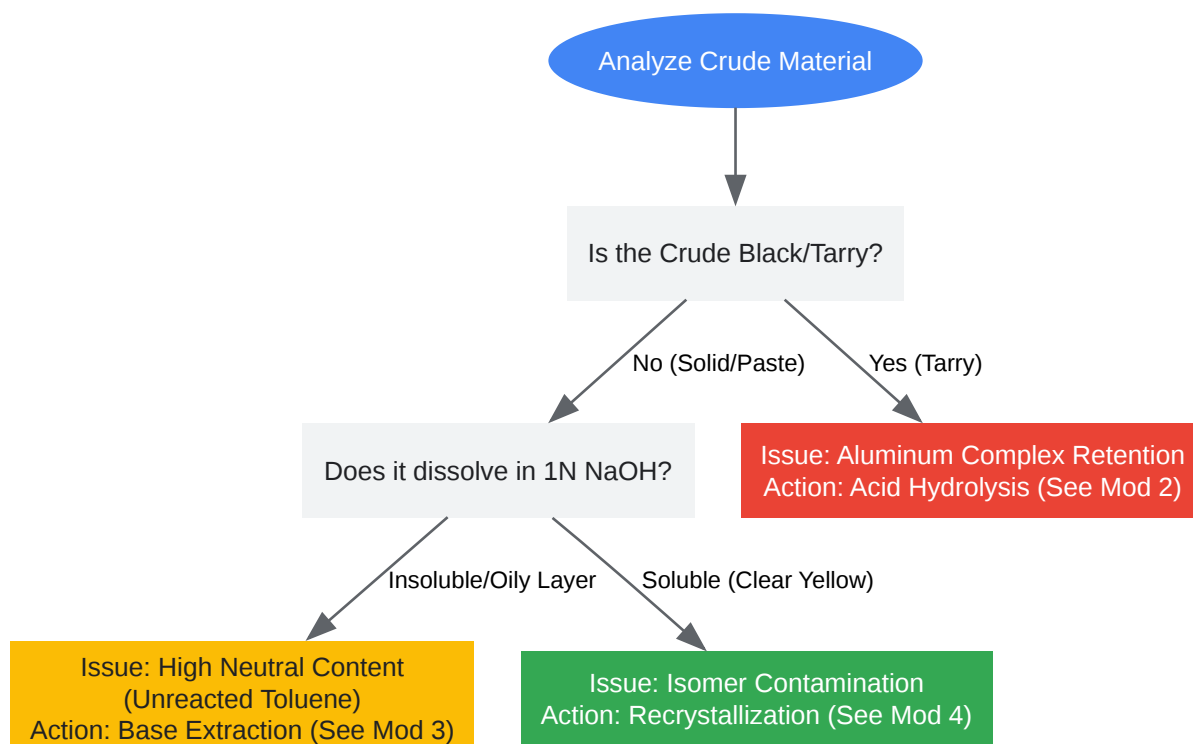 Analyze Crude Material
Is the Crude Black/Tarry?
No (Solid/Paste)
Yes (Tarry)
Does it dissolve in 1N NaOH?
Issue: Aluminum Complex Retention
Action: Acid Hydrolysis (See Mod 2)
Insoluble/Oily Layer
Soluble (Clear Yellow)
Issue: High Neutral Content
(Unreacted Toluene)
Action: Base Extraction (See Mod 3)
Issue: Isomer Contamination
Action: Recrystallization (See Mod 4)